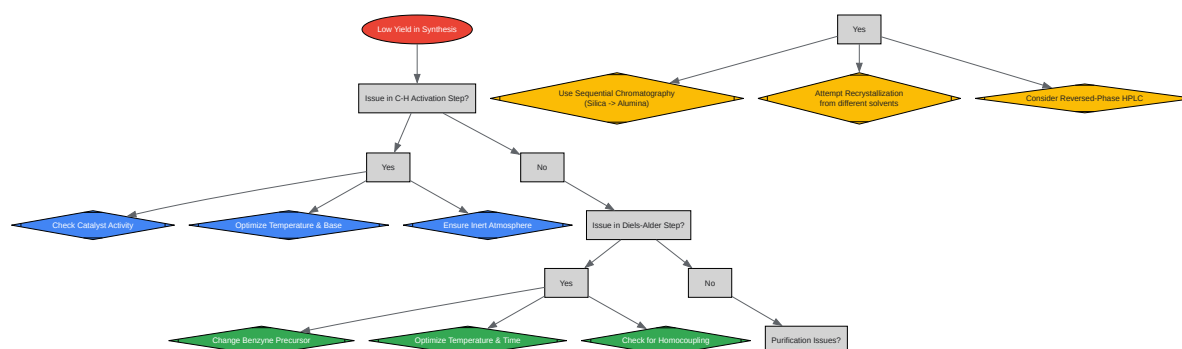 Low Yield in Synthesis
Yes
Issue in C-H Activation Step?
Use Sequential Chromatography
(Silica -> Alumina)
Attempt Recrystallization
from different solvents
Consider Reversed-Phase HPLC
Yes
No
Check Catalyst Activity
Optimize Temperature & Base
Ensure Inert Atmosphere
Issue in Diels-Alder Step?
Yes
No
Change Benzyne Precursor
Optimize Temperature & Time
Check for Homocoupling
Purification Issues?